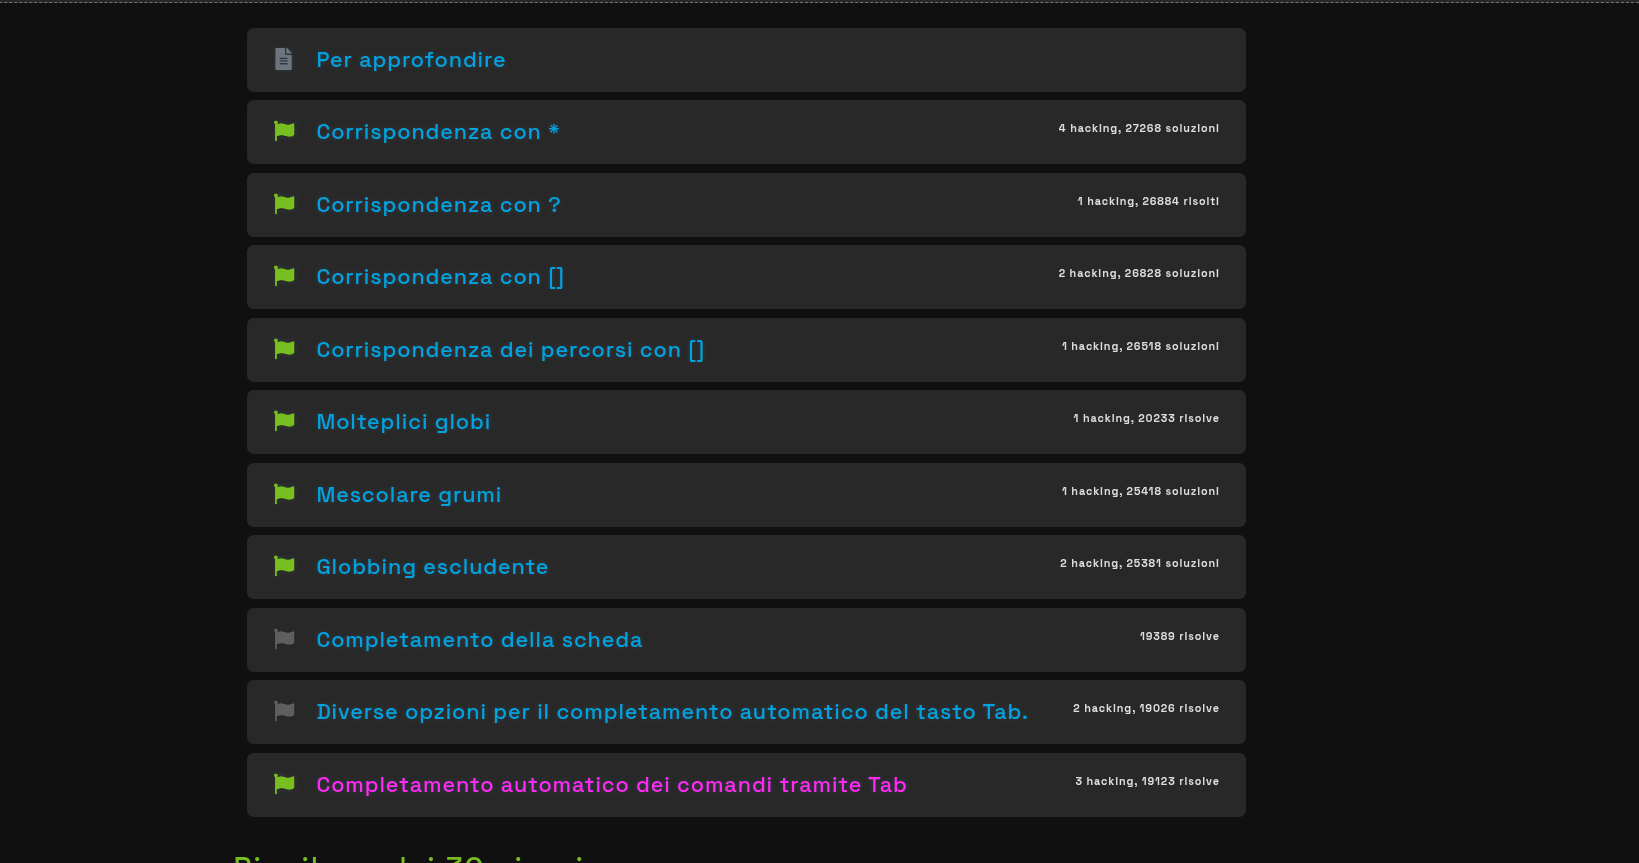 Per approfondire
Corrispondenza con *
4 hacking, 27268 soluzioni
Corrispondenza con ?
1 hacking, 26884 risolti
Corrispondenza con []
2 hacking, 26828 soluzioni
Corrispondenza dei percorsi con []
1 hacking, 26518 soluzioni
Molteplici globi
1 hacking, 20233 risolve
Mescolare grumi
1 hacking, 25418 soluzioni
Globbing escludente
2 hacking, 25381 soluzioni
Completamento della scheda
19389 risolve
Diverse opzioni per il completamento automatico del tasto Tab.
2 hacking, 19026 risolve
Completamento automatico dei comandi tramite Tab
3 hacking, 19123 risolve